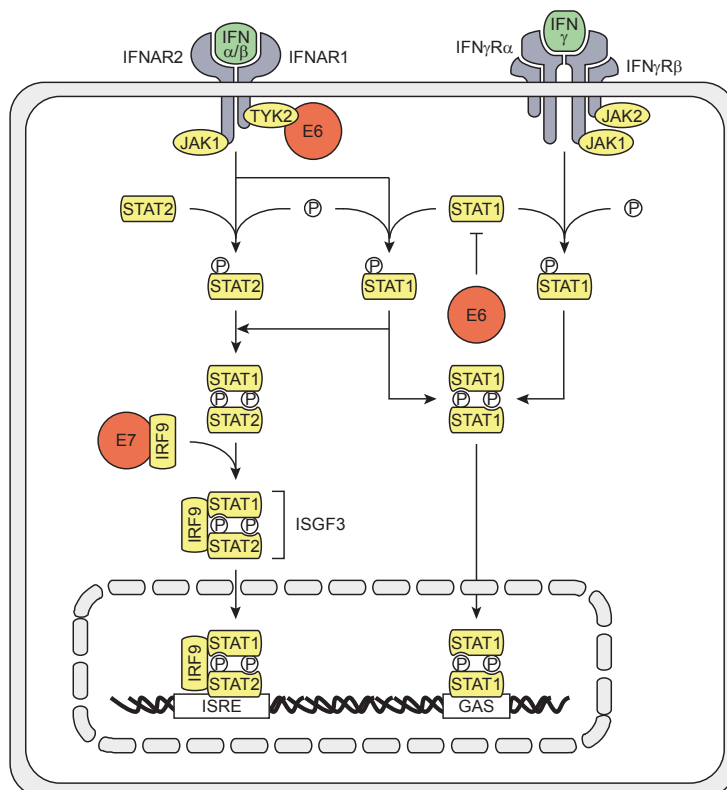 IFN
α/β
IFNAR2
IFNAR1
IFN
γ
IFNγRα
IFNγRβ
TYK2
E6
JAK1
JAK2
JAK1
STAT2
P
STAT1
P
P
STAT2
P
STAT1
E6
P
STAT1
STAT1
P P
STAT2
STAT1
P P
STAT1
E7
IRF9
IRF9
STAT1
P P
STAT2
ISGF3
IRF9
STAT1
P P
STAT2
ISRE
STAT1
P P
STAT1
GAS